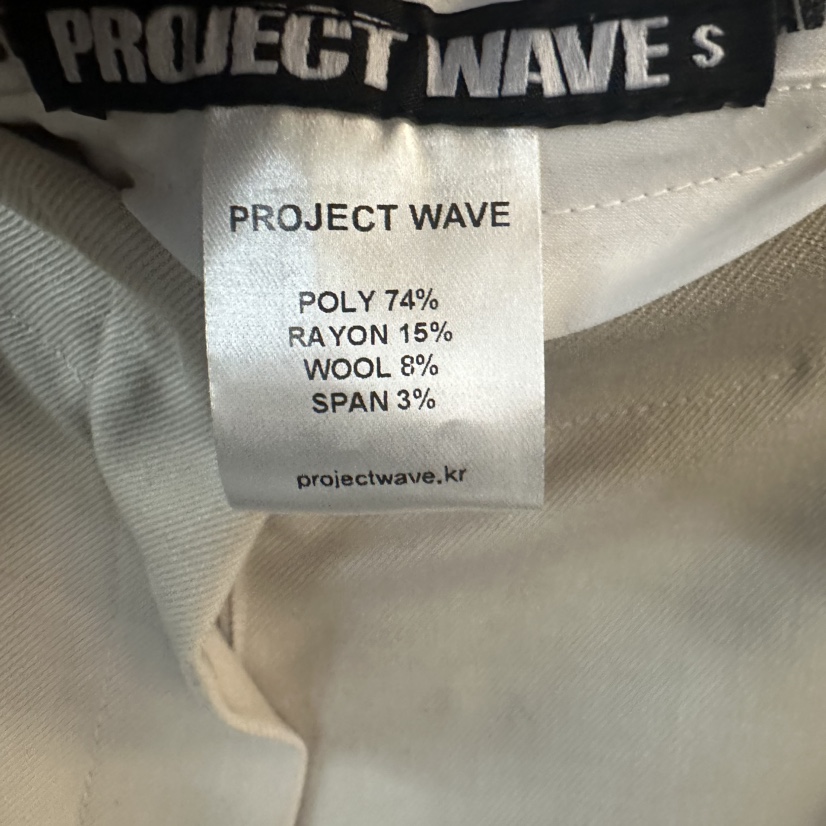 PROJECT WAVE S
PROJECT WAVE
POLY 74%
RAYON 15%
WOOL 8%
SPAN 3%
projectwave.kr